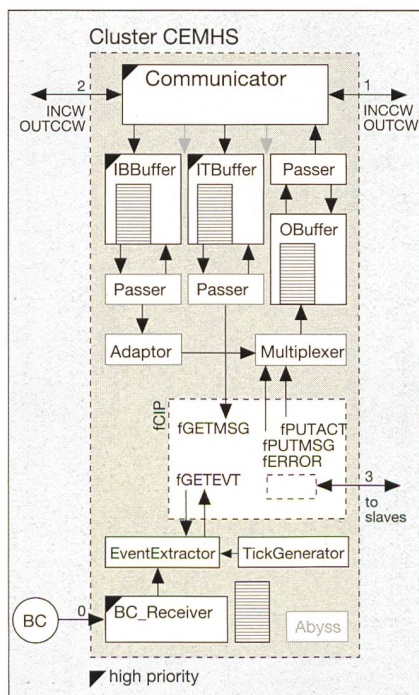 Cluster CEMHS
2
Communicator
1
INCW
OUTCCW
INCCW
OUTCW
IBBuffer
ITBuffer
Passer
OBuffer
Passer
Passer
Adaptor
Multiplexer
fCIP
fGETMSG
fPUTACT
fPUTMSG
fERROR
fGETEVT
3
to
slaves
EventExtractor
TickGenerator
BC
0
BC_Receiver
Abyss
high priority